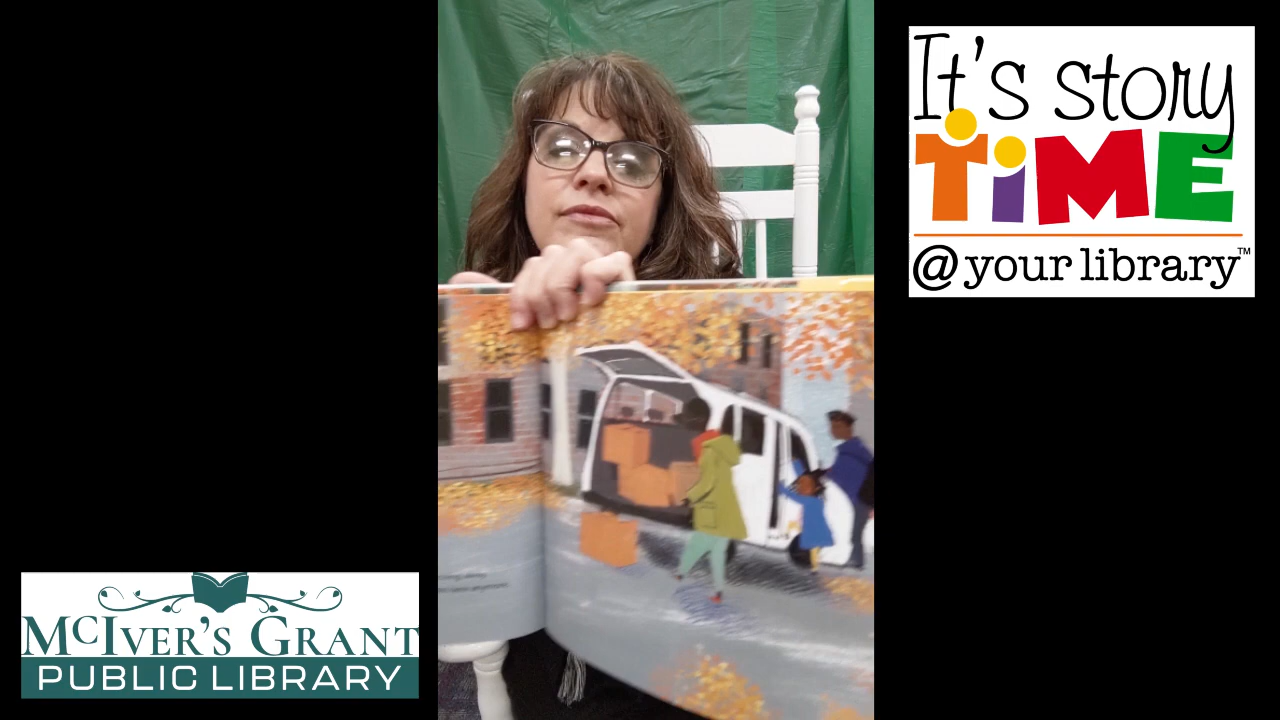 It's story
TiME
@ your library™
McIver's Grant
PUBLIC LIBRARY